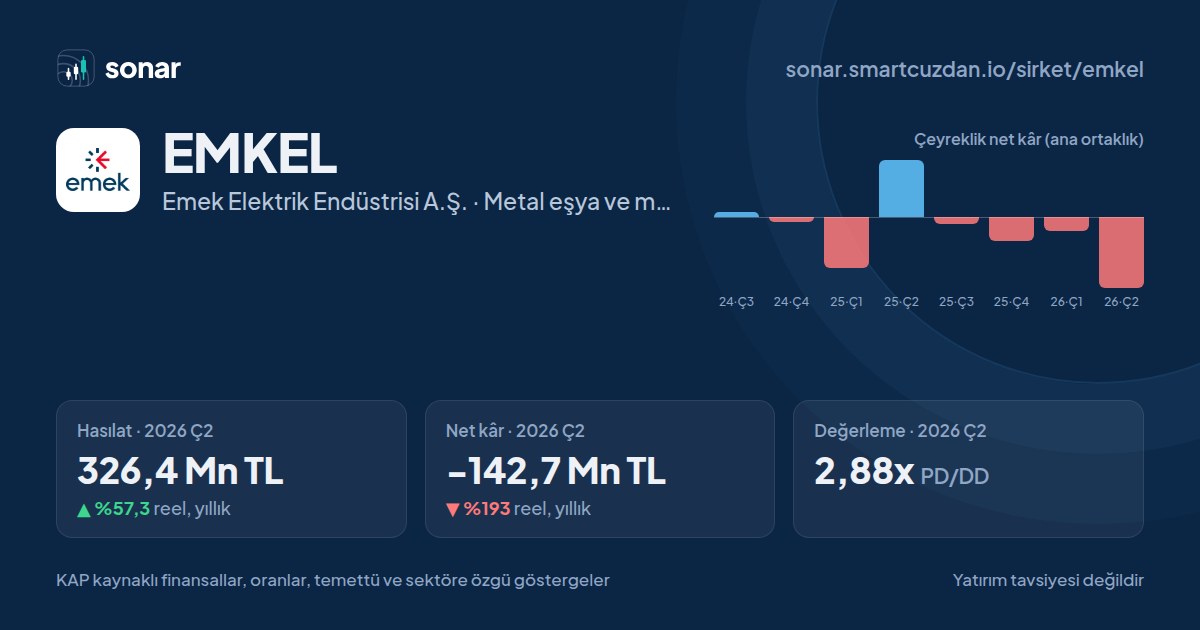 sonar
sonar.smartcuzdan.io/sirket/emkel
emek
EMKEL
Emek Elektrik Endüstrisi A.Ş. · Metal eşya ve m...
Çeyreklik net kâr (ana ortaklık)
24·Ç3 24·Ç4 25·Ç1 25·Ç2 25·Ç3 25·Ç4 26·Ç1 26·Ç2
Hasılat · 2026 Ç2
326,4 Mn TL
▲ %57,3 reel, yıllık
Net kâr · 2026 Ç2
−142,7 Mn TL
▼ %193 reel, yıllık
Değerleme · 2026 Ç2
2,88x PD/DD
KAP kaynaklı finansallar, oranlar, temettü ve sektöre özgü göstergeler
Yatırım tavsiyesi değildir